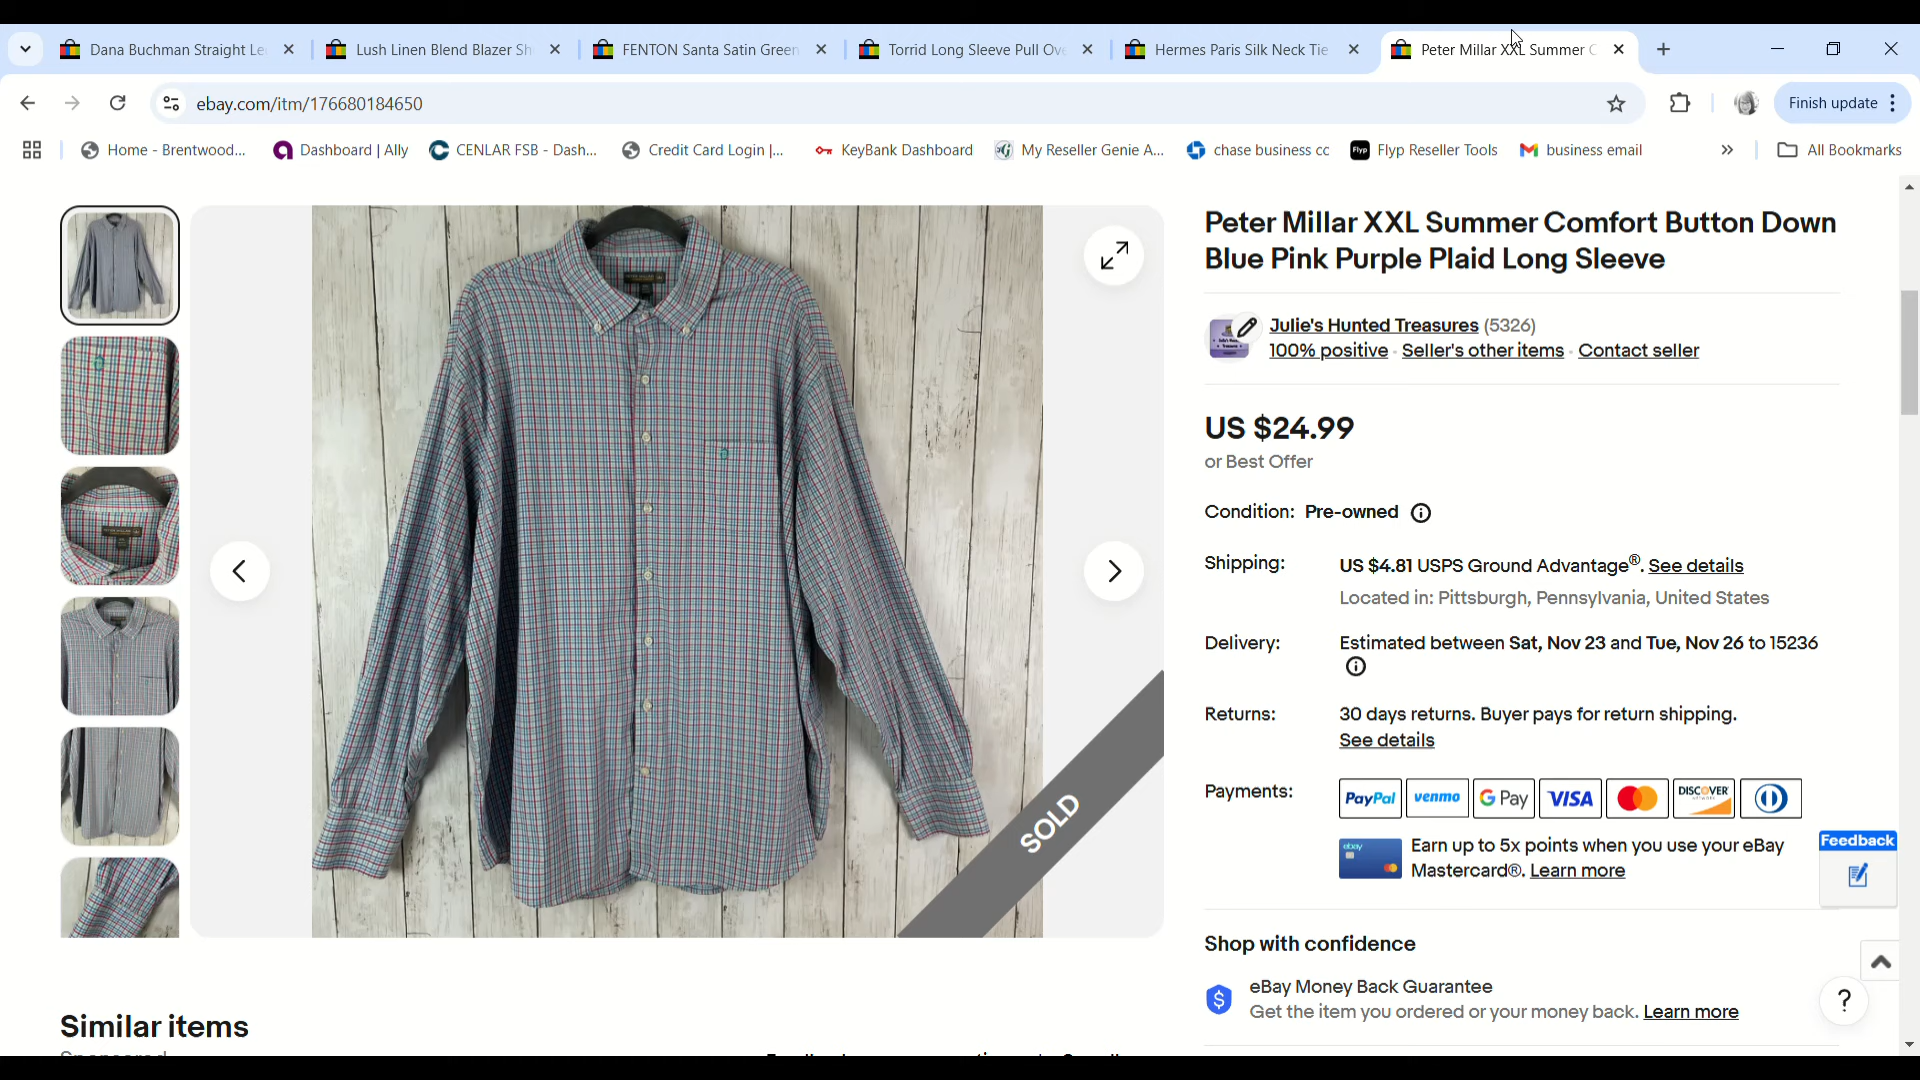 Dana Buchman Straight Le
Lush Linen Blend Blazer Sh
FENTON Santa Satin Green
Torrid Long Sleeve Pull Ove
Hermes Paris Silk Neck Tie
Peter Millar XXL Summer C
ebay.com/itm/176680184650
Finish update
Home - Brentwood...
Dashboard | Ally
CENLAR FSB - Dash...
Credit Card Login |...
KeyBank Dashboard
My Reseller Genie A...
chase business cc
Flyp
Flyp Reseller Tools
business email
All Bookmarks
Peter Millar XXL Summer Comfort Button Down
Blue Pink Purple Plaid Long Sleeve
Julie's Hunted Treasures (5326)
100% positive · Seller's other items · Contact seller
US $24.99
or Best Offer
Condition: Pre-owned
Shipping: US $4.81 USPS Ground Advantage®. See details
Located in: Pittsburgh, Pennsylvania, United States
Delivery: Estimated between Sat, Nov 23 and Tue, Nov 26 to 15236
Returns: 30 days returns. Buyer pays for return shipping.
See details
Payments: PayPal venmo G Pay VISA DISCOVER
ebay
Earn up to 5x points when you use your eBay
Mastercard®. Learn more
Feedback
SOLD
Shop with confidence
eBay Money Back Guarantee
Get the item you ordered or your money back. Learn more
Similar items